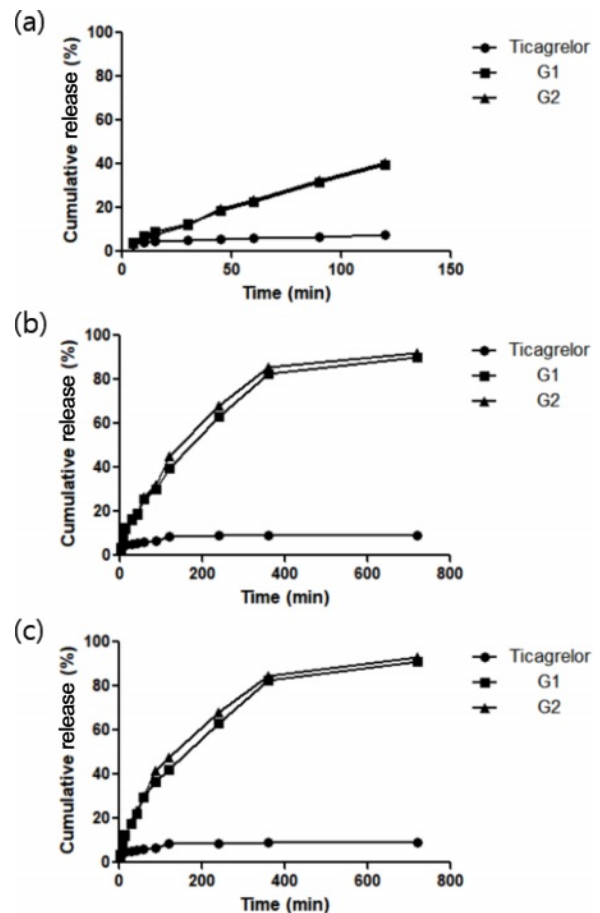 (a)
Cumulative release (%)
100
80
60
40
20
0
0 50 100 150
Time (min)
Ticagrelor
G1
G2
(b)
Cumulative release (%)
100
80
60
40
20
0
0 200 400 600 800
Time (min)
Ticagrelor
G1
G2
(c)
Cumulative release (%)
100
80
60
40
20
0
0 200 400 600 800
Time (min)
Ticagrelor
G1
G2